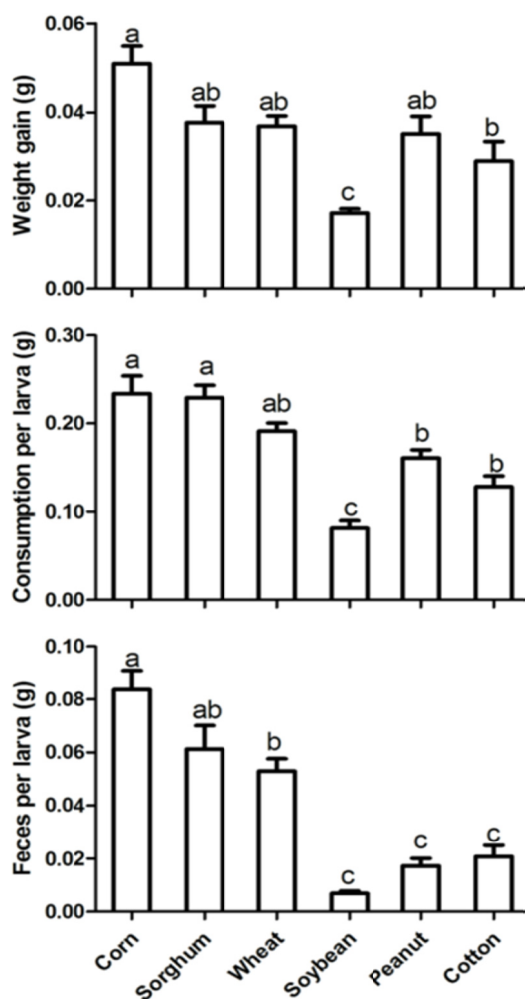 Weight gain (g)
0.06
0.04
0.02
0.00
a
ab
ab
c
ab
b
Consumption per larva (g)
0.30
0.20
0.10
0.00
a
a
ab
c
b
b
Feces per larva (g)
0.10
0.08
0.06
0.04
0.02
0.00
a
ab
b
c
c
c
Corn
Sorghum
Wheat
Soybean
Peanut
Cotton